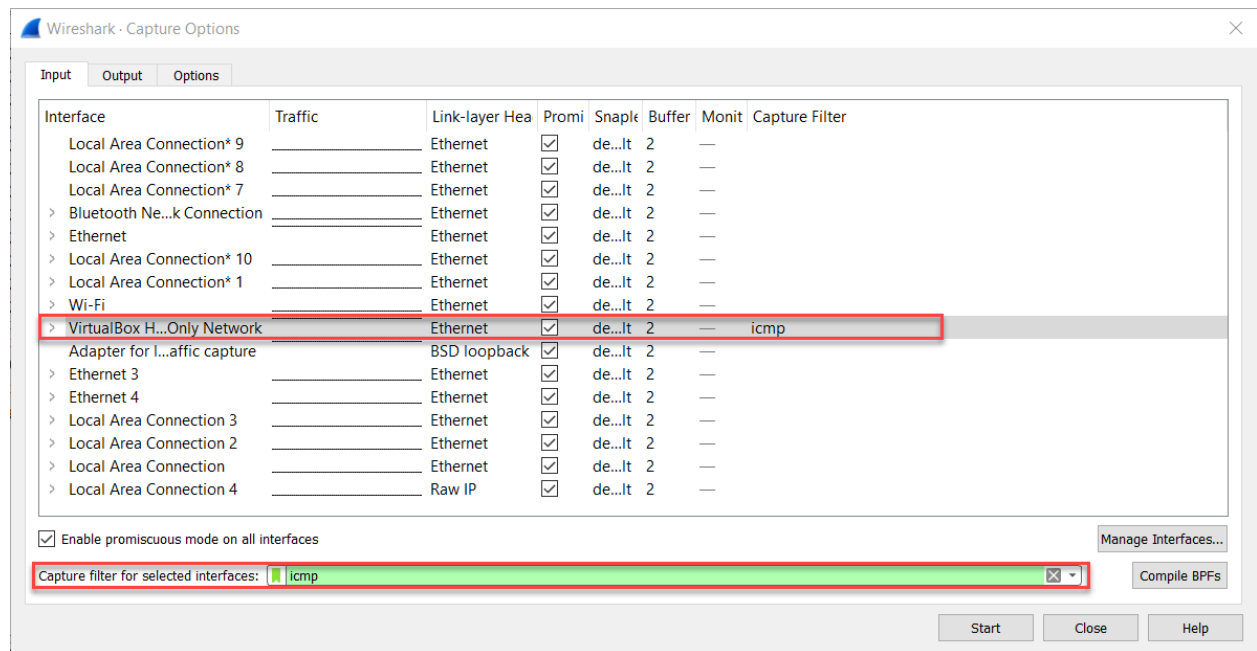 Wireshark · Capture Options
Input Output Options
Interface Traffic Link-layer Hea Promi Snaple Buffer Monit Capture Filter
Local Area Connection* 9 Ethernet de...lt 2 —
Local Area Connection* 8 Ethernet de...lt 2 —
Local Area Connection* 7 Ethernet de...lt 2 —
> Bluetooth Ne...k Connection Ethernet de...lt 2 —
> Ethernet Ethernet de...lt 2 —
> Local Area Connection* 10 Ethernet de...lt 2 —
> Local Area Connection* 1 Ethernet de...lt 2 —
> Wi-Fi Ethernet de...lt 2 —
> VirtualBox H...Only Network Ethernet de...lt 2 — icmp
Adapter for l...affic capture BSD loopback de...lt 2 —
> Ethernet 3 Ethernet de...lt 2 —
> Ethernet 4 Ethernet de...lt 2 —
> Local Area Connection 3 Ethernet de...lt 2 —
> Local Area Connection 2 Ethernet de...lt 2 —
> Local Area Connection Ethernet de...lt 2 —
> Local Area Connection 4 Raw IP de...lt 2 —
Enable promiscuous mode on all interfaces Manage Interfaces...
Capture filter for selected interfaces: icmp Compile BPFs
Start Close Help